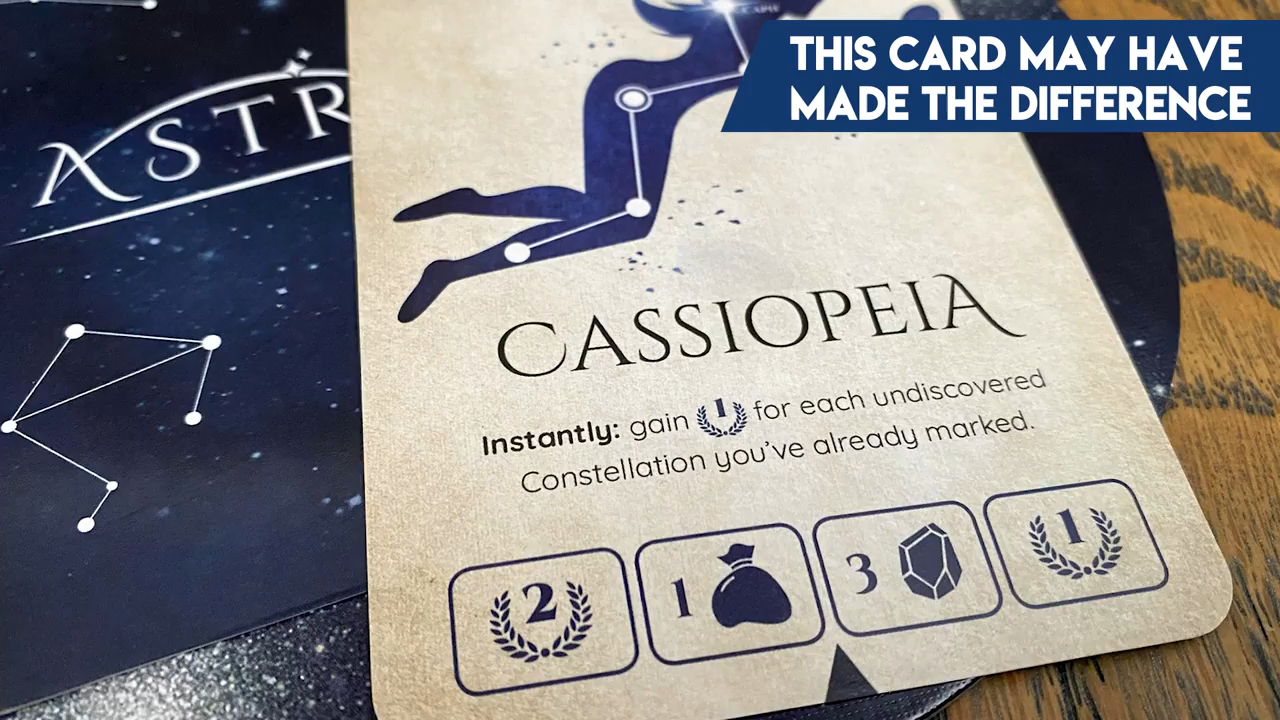 THIS CARD MAY HAVE
MADE THE DIFFERENCE
ASTR
CASSIOPEIA
Instantly: gain 1 for each undiscovered
Constellation you've already marked.
2 1 3 1